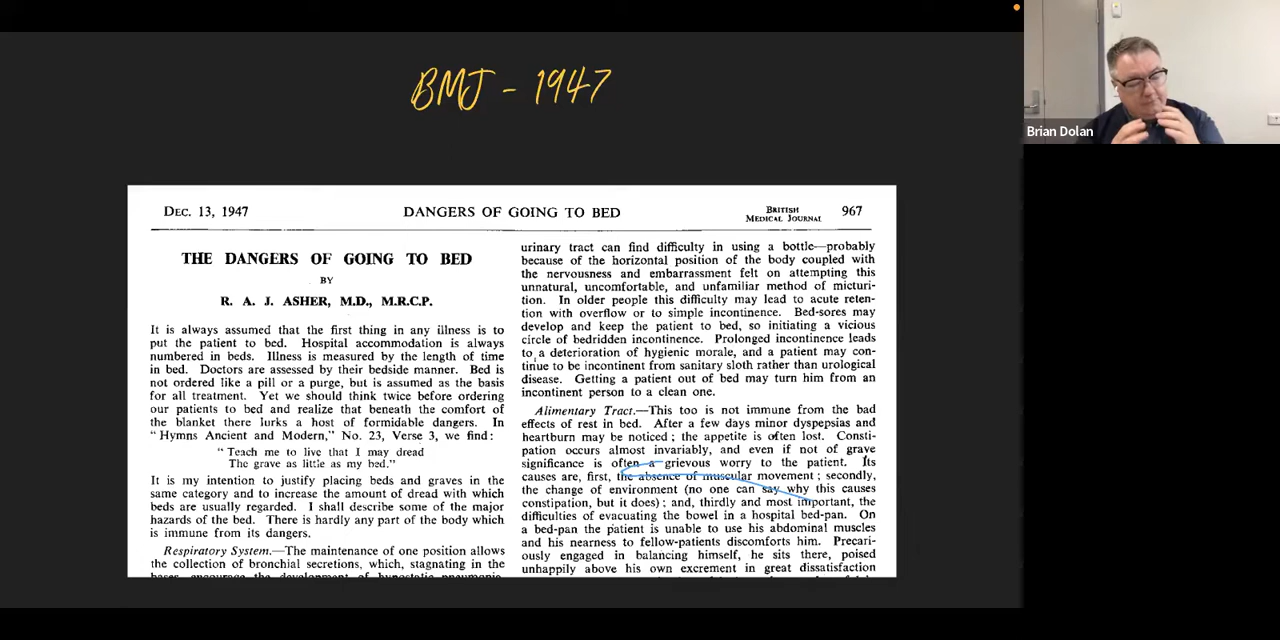 BMJ - 1947
Brian Dolan
DEC. 13, 1947
DANGERS OF GOING TO BED
BRITISH
MEDICAL JOURNAL
967
THE DANGERS OF GOING TO BED
BY
R. A. J. ASHER, M.D., M.R.C.P.
It is always assumed that the first thing in any illness is to
put the patient to bed. Hospital accommodation is always
numbered in beds. Illness is measured by the length of time
in bed. Doctors are assessed by their bedside manner. Bed is
not ordered like a pill or a purge, but is assumed as the basis
for all treatment. Yet we should think twice before ordering
our patients to bed and realize that beneath the comfort of
the blanket there lurks a host of formidable dangers. In
"Hymns Ancient and Modern," No. 23, Verse 3, we find:
"Teach me to live that I may dread
The grave as little as my bed."
It is my intention to justify placing beds and graves in the
same category and to increase the amount of dread with which
beds are usually regarded. I shall describe some of the major
hazards of the bed. There is hardly any part of the body which
is immune from its dangers.
Respiratory System.—The maintenance of one position allows
the collection of bronchial secretions, which, stagnating in the
bases, encourage the development of hypostatic pneumonia.
urinary tract can find difficulty in using a bottle—probably
because of the horizontal position of the body coupled with
the nervousness and embarrassment felt on attempting this
unnatural, uncomfortable, and unfamiliar method of micturi-
tion. In older people this difficulty may lead to acute reten-
tion with overflow or to simple incontinence. Bed-sores may
develop and keep the patient to bed, so initiating a vicious
circle of bedridden incontinence. Prolonged incontinence leads
to a deterioration of hygienic morale, and a patient may con-
tinue to be incontinent from sanitary sloth rather than urological
disease. Getting a patient out of bed may turn him from an
incontinent person to a clean one.
Alimentary Tract.—This too is not immune from the bad
effects of rest in bed. After a few days minor dyspepsias and
heartburn may be noticed; the appetite is often lost. Consti-
pation occurs almost invariably, and even if not of grave
significance is often a grievous worry to the patient. Its
causes are, first, the absence of muscular movement; secondly,
the change of environment (no one can say why this causes
constipation, but it does); and, thirdly and most important, the
difficulties of evacuating the bowel in a hospital bed-pan. On
a bed-pan the patient is unable to use his abdominal muscles
and his nearness to fellow-patients discomforts him. Precari-
ously engaged in balancing himself, he sits there, poised
unhappily above his own excrement in great dissatisfaction